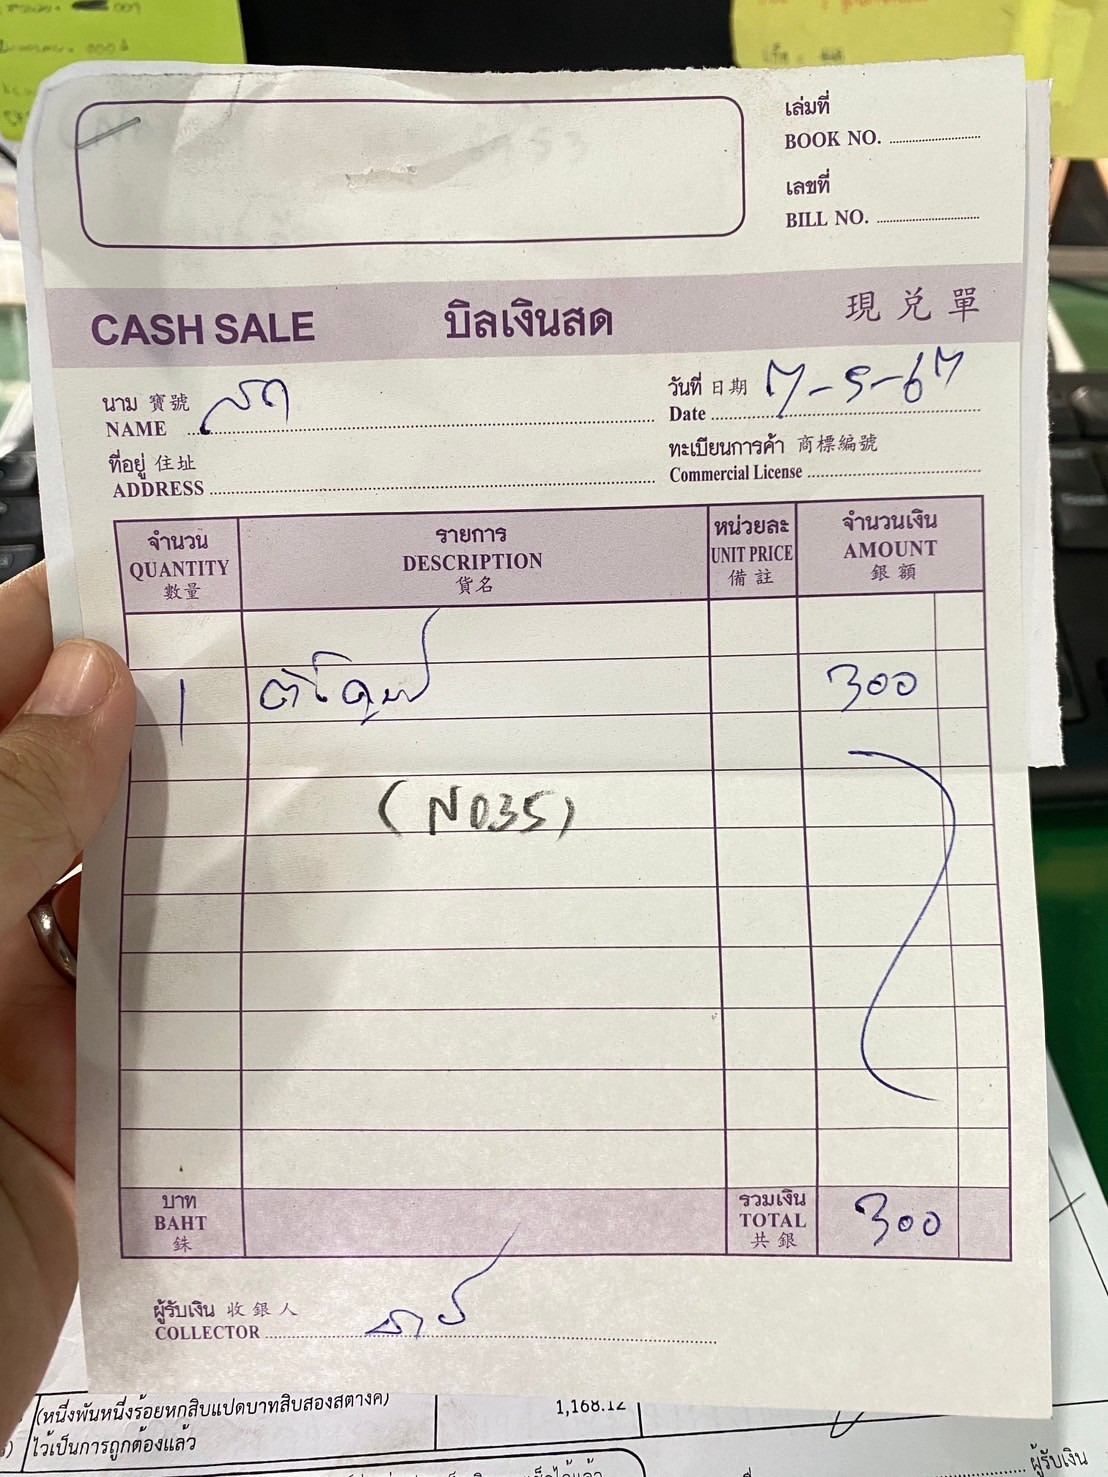 เล่มที่
BOOK NO.
เลขที่
BILL NO.
CASH SALE บิลเงินสด 現兑單
นาม 寶號 สด
NAME
วันที่ 日期 7-5-67
Date
ที่อยู่ 住址
ADDRESS
ทะเบียนการค้า 商標編號
Commercial License
จำนวน รายการ หน่วยละ จำนวนเงิน
QUANTITY DESCRIPTION UNIT PRICE AMOUNT
數量 貨名 備註 銀額
1 300
(N035)
บาท รวมเงิน
BAHT TOTAL 300
銖 共銀
ผู้รับเงิน 收銀人
COLLECTOR
(หนึ่งพันหนึ่งร้อยหกสิบแปดบาทสิบสองสตางค์) 1,168.12
ไว้เป็นการถูกต้องแล้ว
ผู้รับเงิน